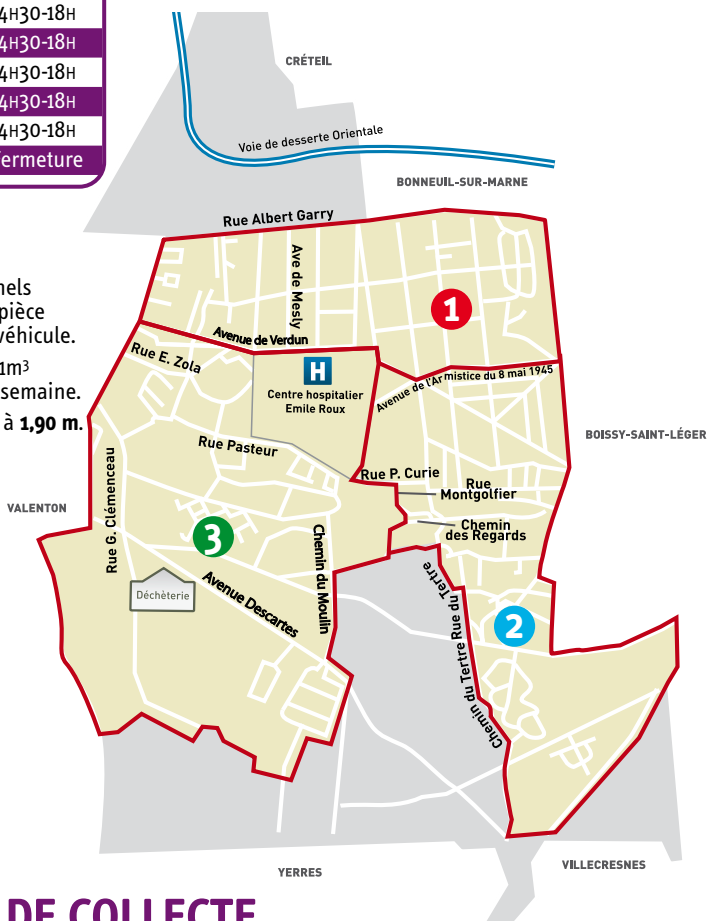 4H30-18H
4H30-18H
4H30-18H
4H30-18H
4H30-18H
Fermeture
nels
pièce
véhicule.
1m³
semaine.
à 1,90 m.
CRÉTEIL
Voie de desserte Orientale
BONNEUIL-SUR-MARNE
Rue Albert Garry
Ave de Mesly
1
Avenue de Verdun
Rue E. Zola
H
Centre hospitalier
Emile Roux
Avenue de l'Armistice du 8 mai 1945
BOISSY-SAINT-LÉGER
Rue Pasteur
Rue P. Curie
Rue
Montgolfier
Chemin
des Regards
VALENTON
Rue G. Clémenceau
3
Chemin du Moulin
Déchèterie
Avenue Descartes
Rue du Tertre
Chemin du Tertre
2
YERRES
VILLECRESNES
DE COLLECTE